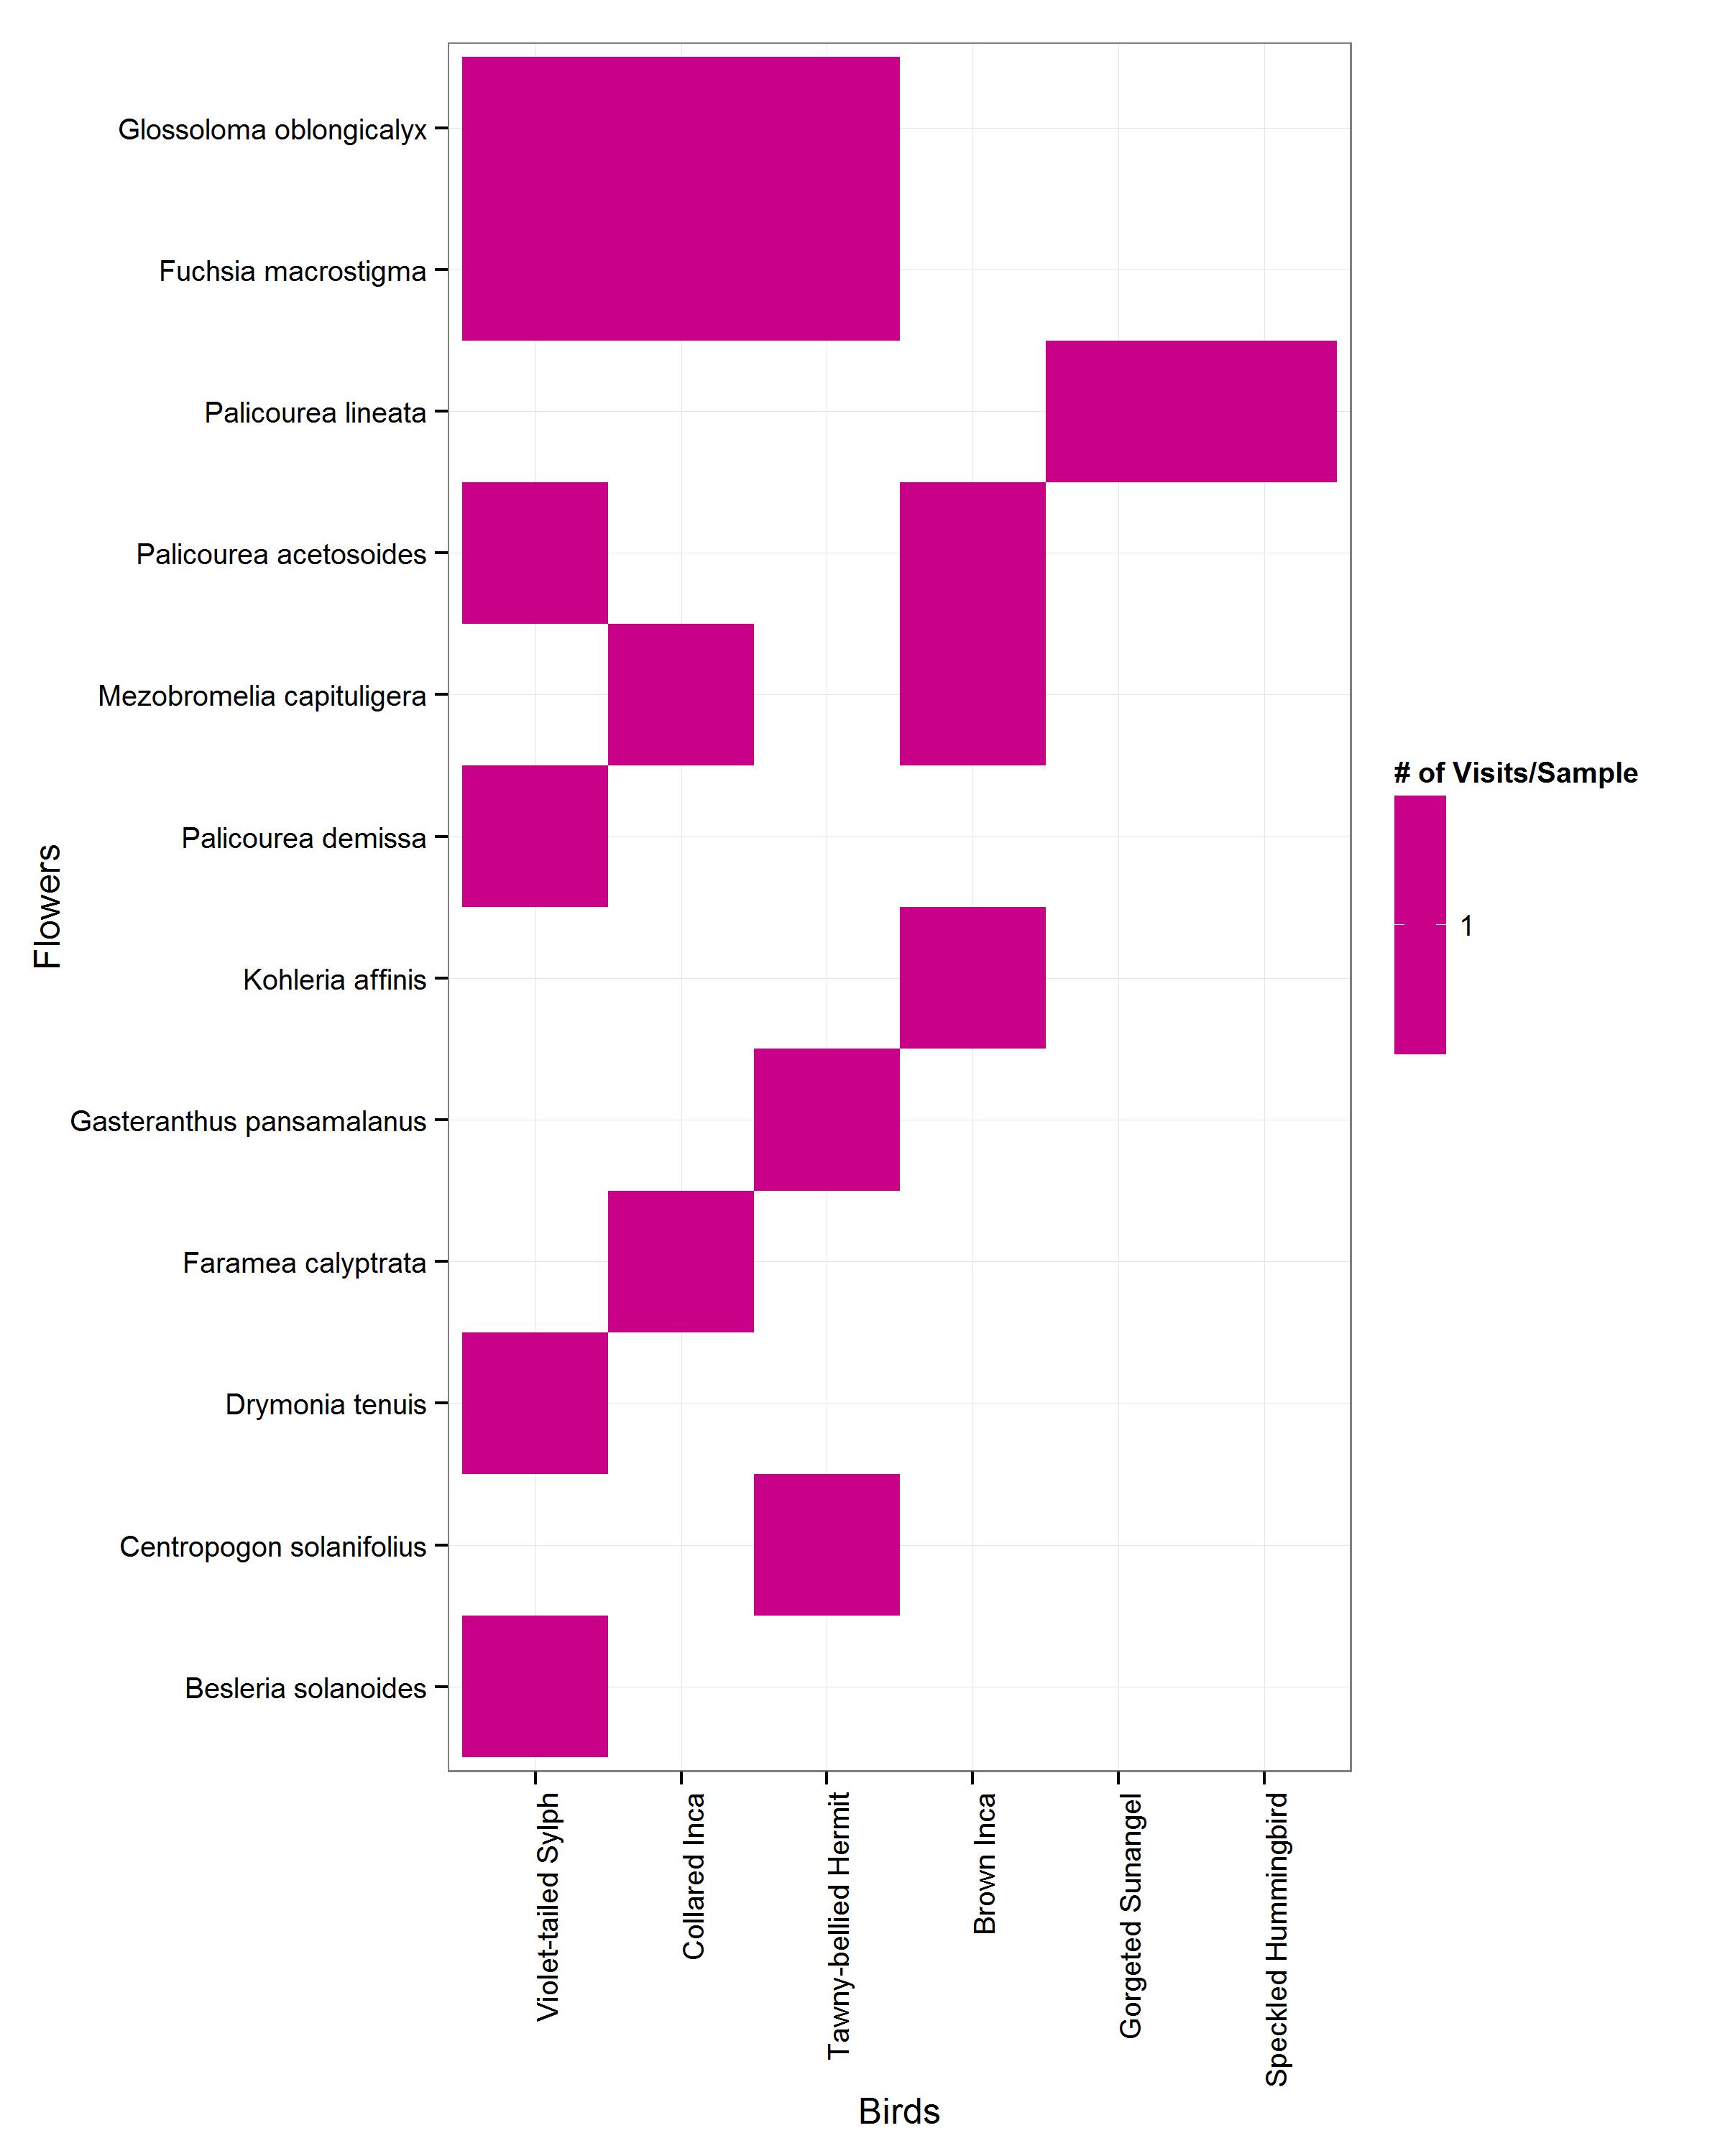 Glossoloma oblongicalyx
Fuchsia macrostigma
Palicourea lineata
Palicourea acetosoides
Mezobromelia capituligera
Palicourea demissa
Kohleria affinis
Gasteranthus pansamalanus
Faramea calyptrata
Drymonia tenuis
Centropogon solanifolius
Besleria solanoides
Flowers
# of Visits/Sample
1
Violet-tailed Sylph
Collared Inca
Tawny-bellied Hermit
Brown Inca
Gorgeted Sunangel
Speckled Hummingbird
Birds